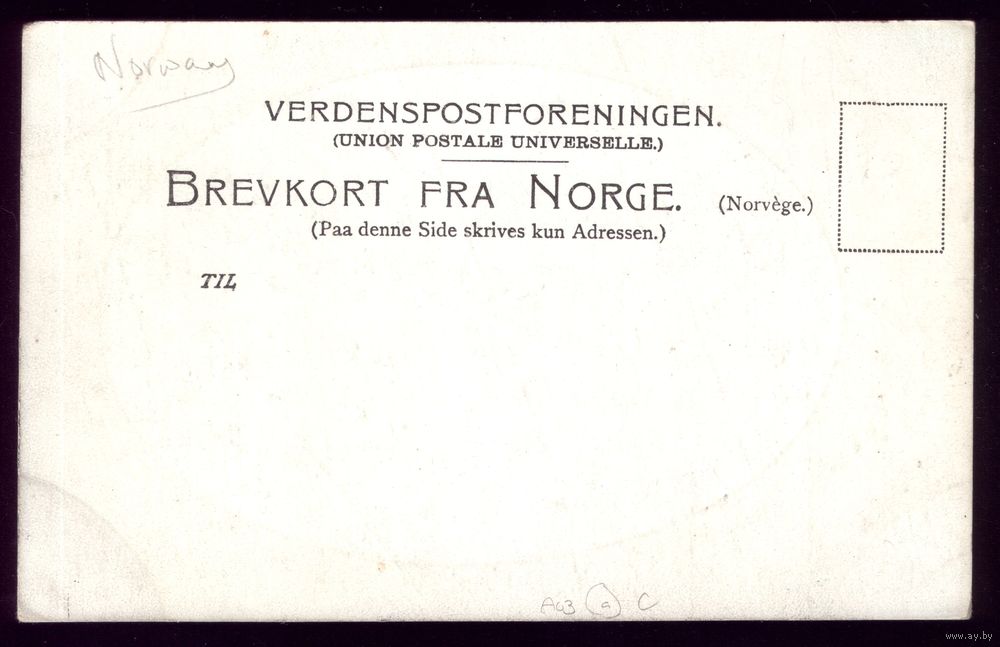 Norway
VERDENSPOSTFORENINGEN.
(UNION POSTALE UNIVERSELLE.)
BREVKORT FRA NORGE. (Norvège.)
(Paa denne Side skrives kun Adressen.)
TIL
a C
www.ay.by